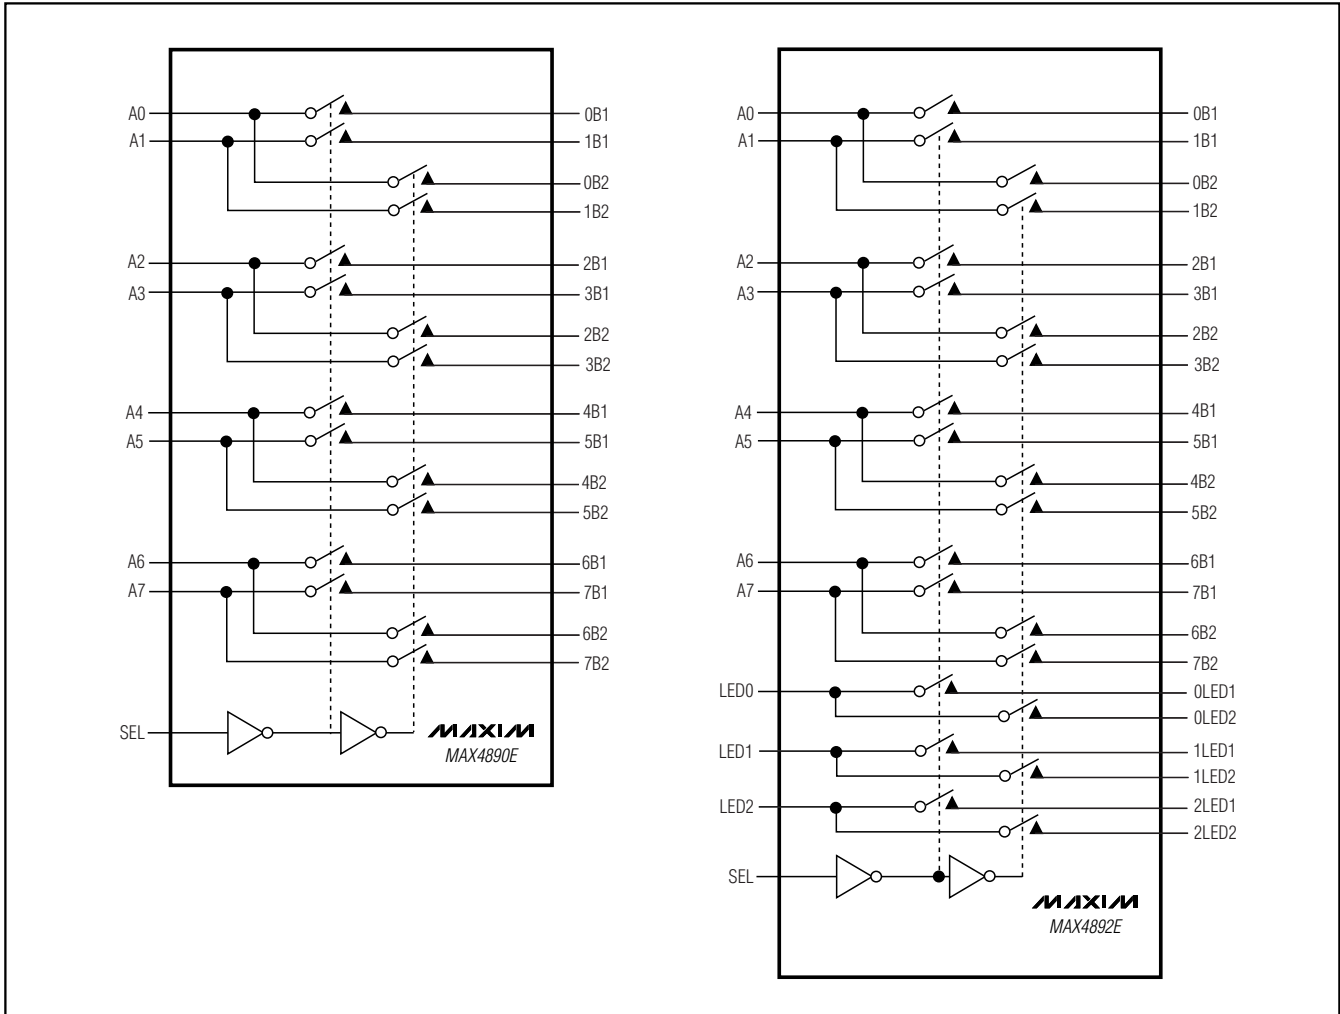 A0
0B1
A1
1B1
0B2
1B2
A2
2B1
A3
3B1
2B2
3B2
A4
4B1
A5
5B1
4B2
5B2
A6
6B1
A7
7B1
6B2
7B2
SEL
MAXIM
MAX4890E
A0
0B1
A1
1B1
0B2
1B2
A2
2B1
A3
3B1
2B2
3B2
A4
4B1
A5
5B1
4B2
5B2
A6
6B1
A7
7B1
6B2
7B2
LED0
0LED1
0LED2
LED1
1LED1
1LED2
LED2
2LED1
2LED2
SEL
MAXIM
MAX4892E